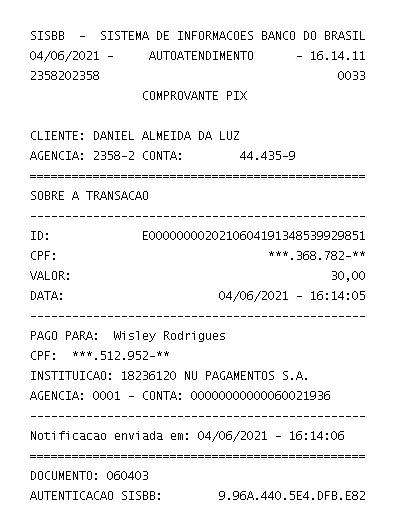 SISBB - SISTEMA DE INFORMACOES BANCO DO BRASIL
04/06/2021 - AUTOATENDIMENTO - 16.14.11
2358202358 0033
COMPROVANTE PIX
CLIENTE: DANIEL ALMEIDA DA LUZ
AGENCIA: 2358-2 CONTA: 44.435-9
================================================
SOBRE A TRANSACAO
------------------------------------------------
ID: E0000000020210604191348539929851
CPF: ***.368.782-**
VALOR: 30,00
DATA: 04/06/2021 - 16:14:05
------------------------------------------------
PAGO PARA: Wisley Rodrigues
CPF: ***.512.952-**
INSTITUICAO: 18236120 NU PAGAMENTOS S.A.
AGENCIA: 0001 - CONTA: 00000000000060021936
------------------------------------------------
Notificacao enviada em: 04/06/2021 - 16:14:06
================================================
DOCUMENTO: 060403
AUTENTICACAO SISBB: 9.96A.440.5E4.DFB.E82